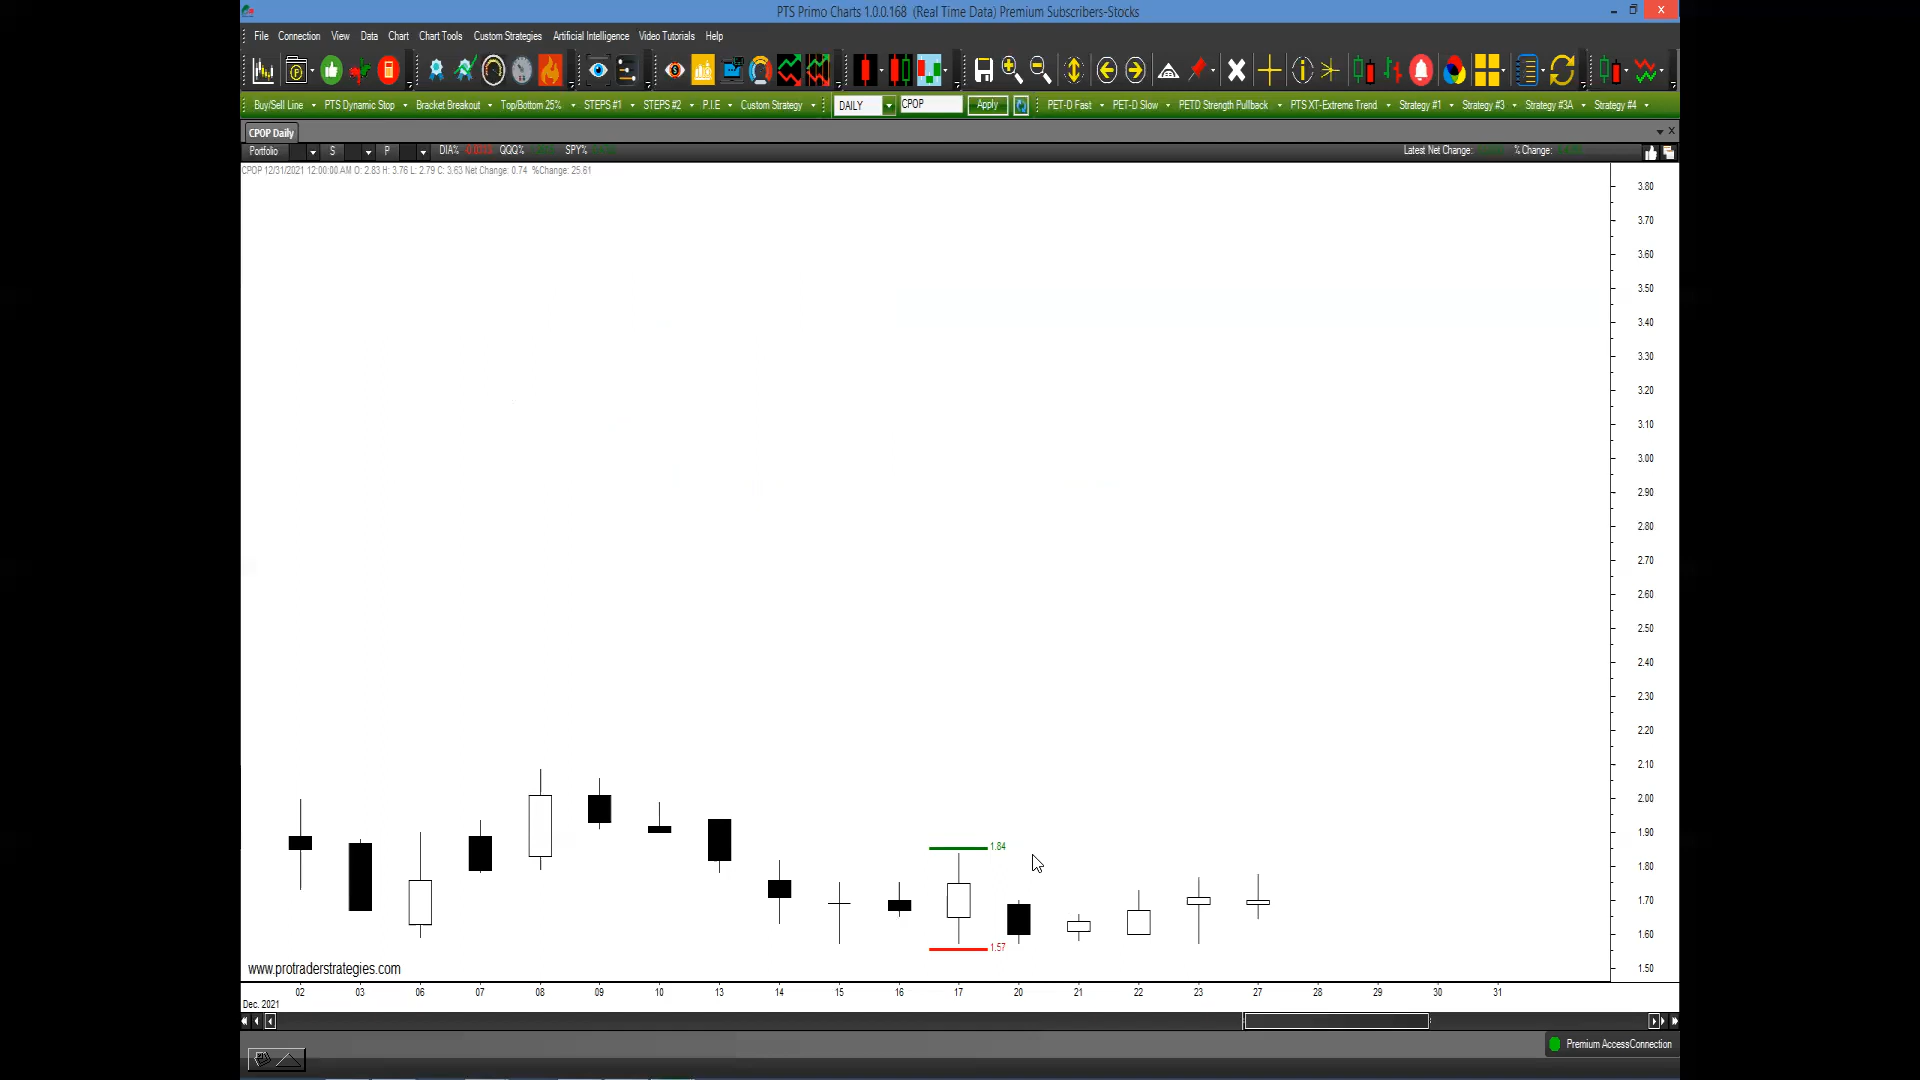 PTS Primo Charts 1.0.0.168 (Real Time Data) Premium Subscribers-Stocks
File Connection View Data Chart Chart Tools Custom Strategies Artificial Intelligence Video Tutorials Help
Buy/Sell Line PTS Dynamic Stop Bracket Breakout Top/Bottom 25% STEPS #1 STEPS #2 P.I.E Custom Strategy DAILY CPOP Apply PET-D Fast PET-D Slow PETD Strength Pullback PTS XT-Extreme Trend Strategy #1 Strategy #3 Strategy #3A Strategy #4
CPOP Daily
Portfolio S P DIA% QQQ% SPY% Latest Net Change: % Change:
CPOP 12/31/2021 12:00:00 AM O: 2.83 H: 3.76 L: 2.79 C: 3.63 Net Change: 0.74 %Change: 25.61
3.80
3.70
3.60
3.50
3.40
3.30
3.20
3.10
3.00
2.90
2.80
2.70
2.60
2.50
2.40
2.30
2.20
2.10
2.00
1.90
1.84
1.80
1.70
1.60
1.57
1.50
www.protraderstrategies.com
02 03 06 07 08 09 10 13 14 15 16 17 20 21 22 23 27 28 29 30 31
Dec. 2021
Premium AccessConnection